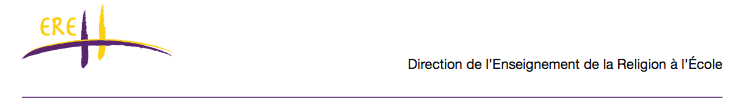 ERE
Direction de l'Enseignement de la Religion à l'École